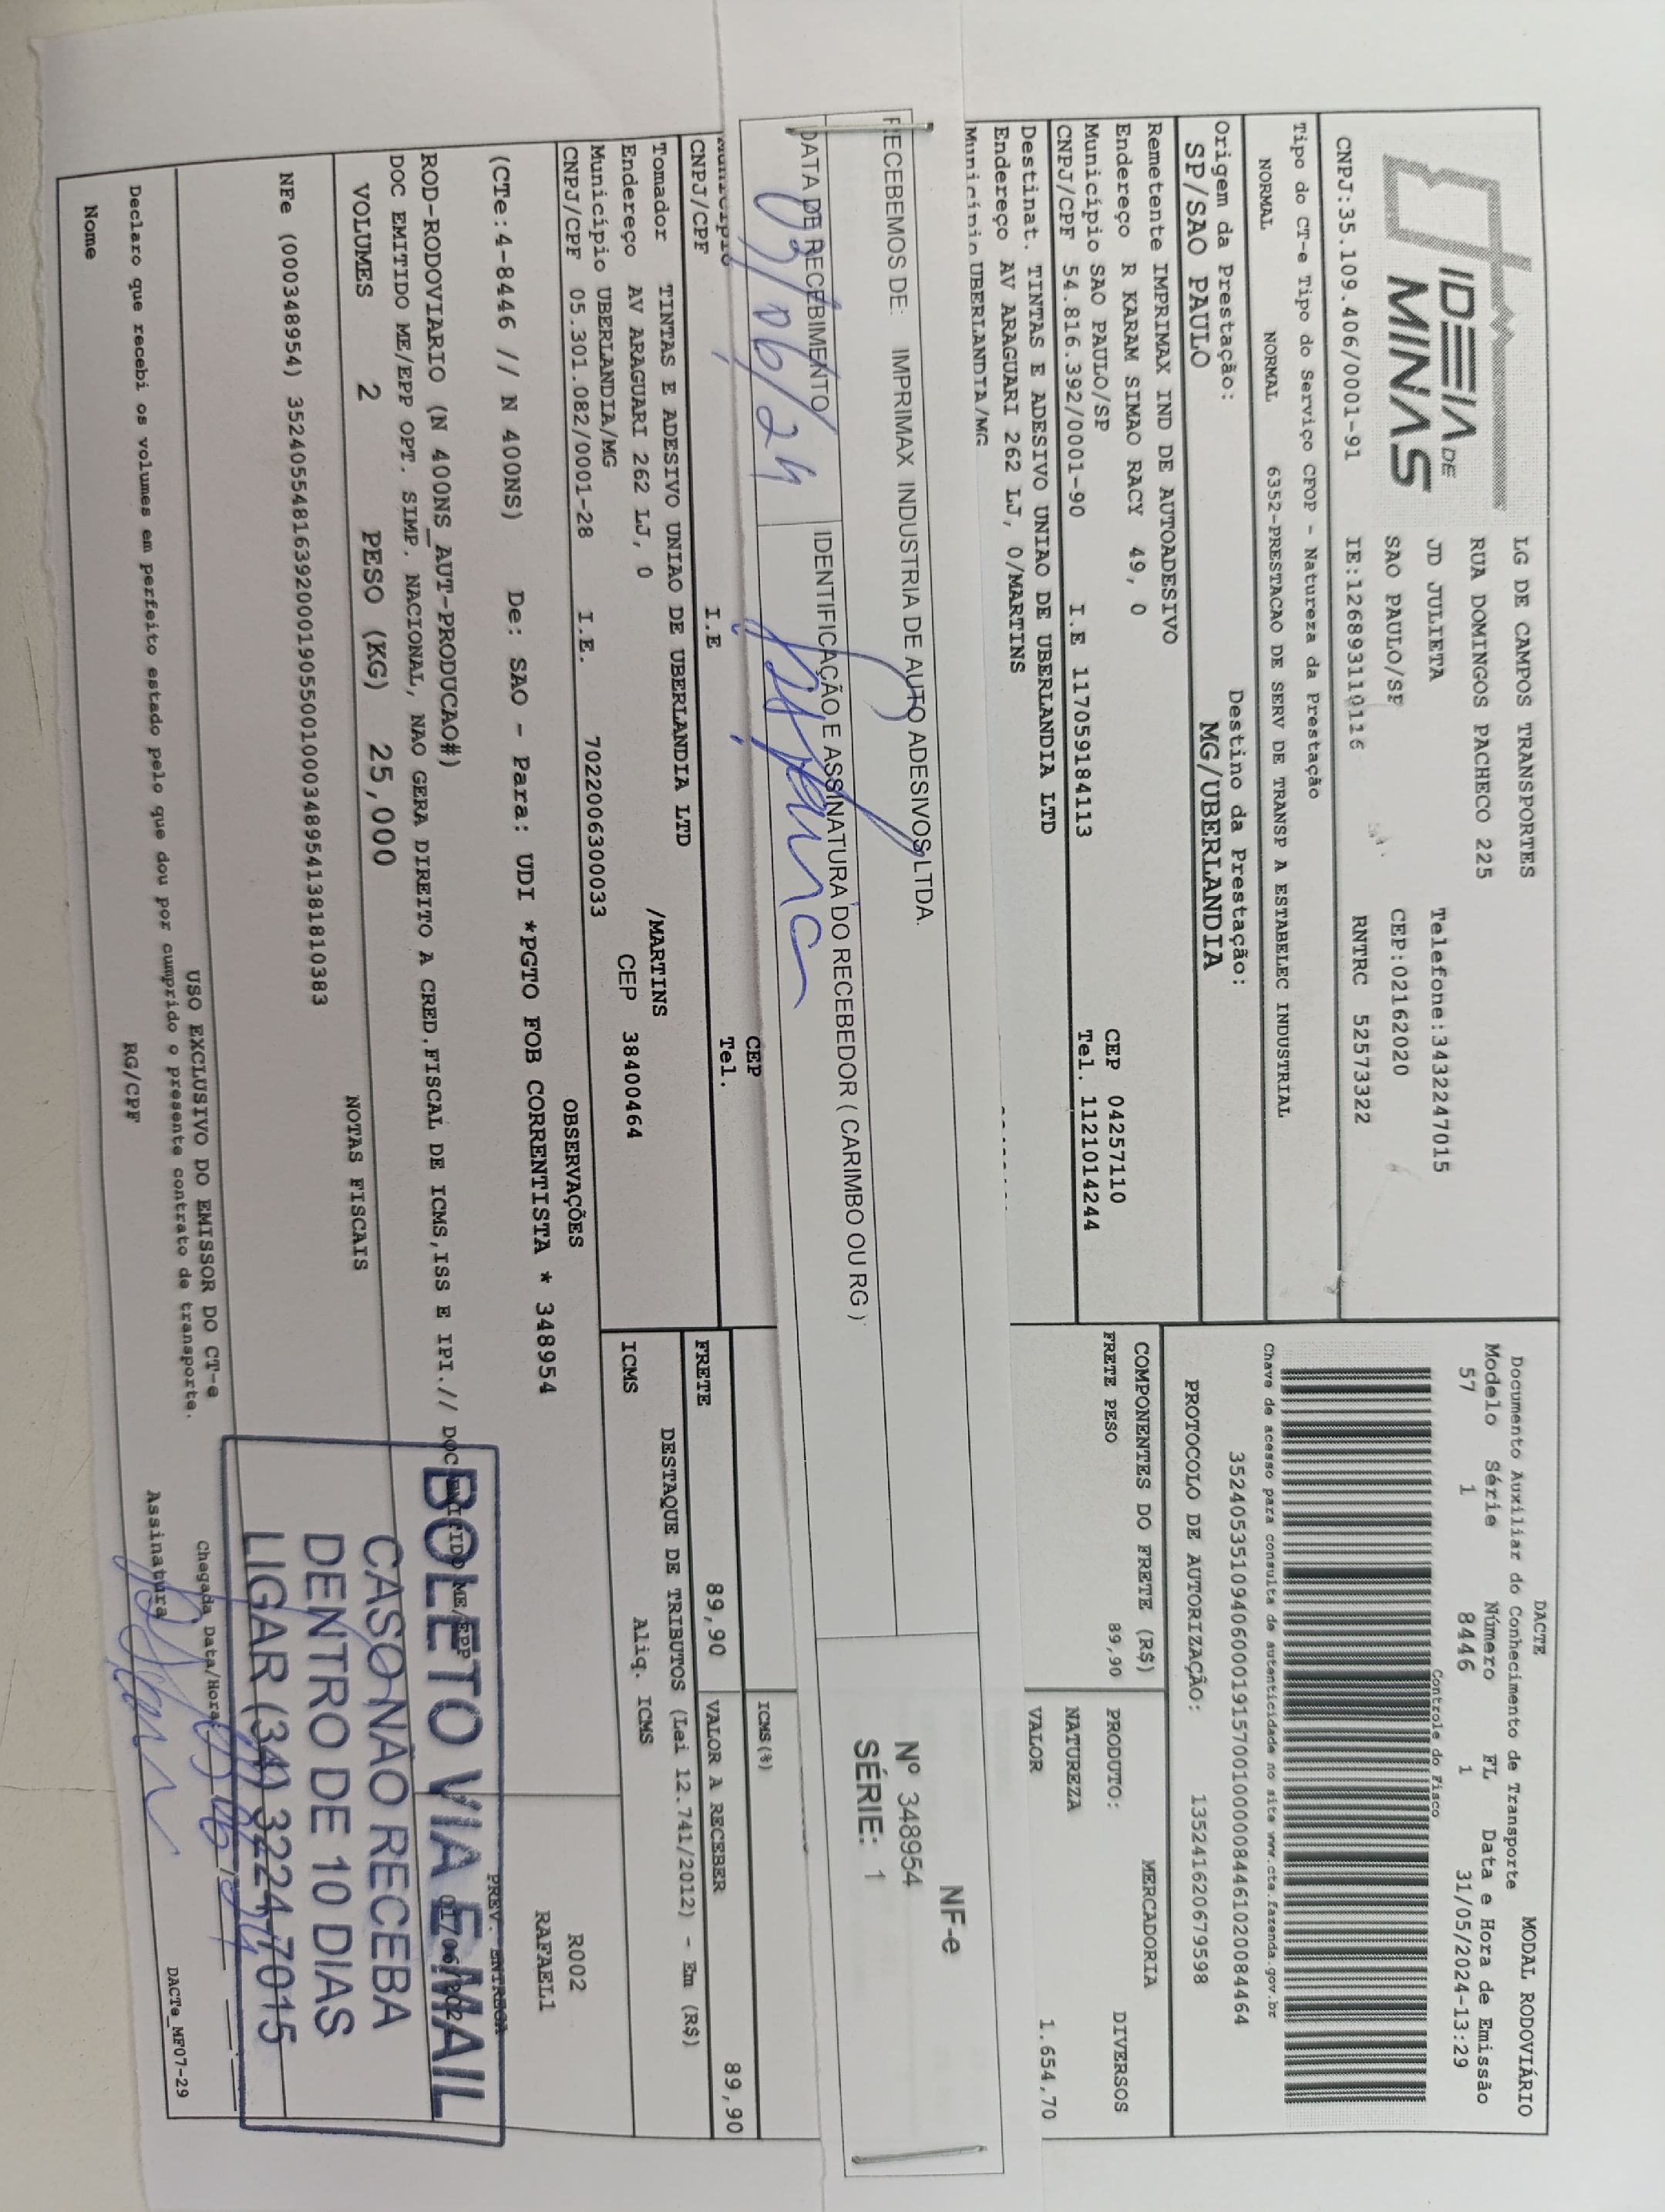 IDEIA DE
MINAS
LG DE CAMPOS TRANSPORTES
RUA DOMINGOS PACHECO 225
JD JULIETA
Telefone:3432247015
SAO PAULO/SP
CEP:02162020
CNPJ:35.109.406/0001-91
IE:126893110116
RNTRC 52573322
DACTE
MODAL RODOVIÁRIO
Documento Auxiliar do Conhecimento de Transporte
Modelo Série Número FL Data e Hora de Emissão
57 1 8446 1 31/05/2024-13:29
Controle do Fisco
Tipo do CT-e Tipo do Serviço CFOP - Natureza da Prestação
NORMAL NORMAL 6352-PRESTACAO DE SERV DE TRANSP A ESTABELEC INDUSTRIAL
Chave de acesso para consulta de autenticidade no site www.cte.fazenda.gov.br
35240535109406000191570010000084461020084464
Origem da Prestação:
SP/SAO PAULO
Destino da Prestação:
MG/UBERLANDIA
PROTOCOLO DE AUTORIZAÇÃO: 135241620679598
Remetente IMPRIMAX IND DE AUTOADESIVO
Endereço R KARAM SIMAO RACY 49, 0
Município SAO PAULO/SP
CEP 04257110
CNPJ/CPF 54.816.392/0001-90
I.E 117059184113
Tel. 1121014244
COMPONENTES DO FRETE (R$)
FRETE PESO 89,90
MERCADORIA
PRODUTO: DIVERSOS
NATUREZA
VALOR 1.654,70
Destinat. TINTAS E ADESIVO UNIAO DE UBERLANDIA LTD
Endereço AV ARAGUARI 262 LJ, 0/MARTINS
Município UBERLANDIA/MG
RECEBEMOS DE: IMPRIMAX INDUSTRIA DE AUTO ADESIVOS LTDA.
NF-e
Nº 348954
SÉRIE: 1
DATA DE RECEBIMENTO
03/06/24
IDENTIFICAÇÃO E ASSINATURA DO RECEBEDOR ( CARIMBO OU RG )
Município
CEP
CNPJ/CPF
I.E
Tel.
ICMS(%)
FRETE 89,90
VALOR A RECEBER 89,90
Tomador TINTAS E ADESIVO UNIAO DE UBERLANDIA LTD
Endereço AV ARAGUARI 262 LJ, 0 /MARTINS
Município UBERLANDIA/MG
CEP 38400464
CNPJ/CPF 05.301.082/0001-28
I.E. 7022006300033
DESTAQUE DE TRIBUTOS (Lei 12.741/2012) - Em (R$)
ICMS Aliq. ICMS
OBSERVAÇÕES
R002
RAFAEL1
(CTe:4-8446 // N 400NS) De: SAO - Para: UDI *PGTO FOB CORRENTISTA * 348954
PREV. ENTREGA
ROD-RODOVIARIO (N 400NS_AUT-PRODUCAO#)
DOC EMITIDO ME/EPP OPT. SIMP. NACIONAL, NAO GERA DIREITO A CRED.FISCAL DE ICMS,ISS E IPI.// DOC EMITIDO ME/EPP
VOLUMES 2 PESO (KG) 25,000
NOTAS FISCAIS
NFe (000348954) 35240554816392000190550010003489541381810383
BOLETO VIA E-MAIL
CASO NÃO RECEBA
DENTRO DE 10 DIAS
LIGAR (34) 3224-7015
USO EXCLUSIVO DO EMISSOR DO CT-e
Declaro que recebi os volumes em perfeito estado pelo que dou por cumprido o presente contrato de transporte.
Chegada Data/Hora
Nome
RG/CPF
Assinatura
DACTe_MF07-29